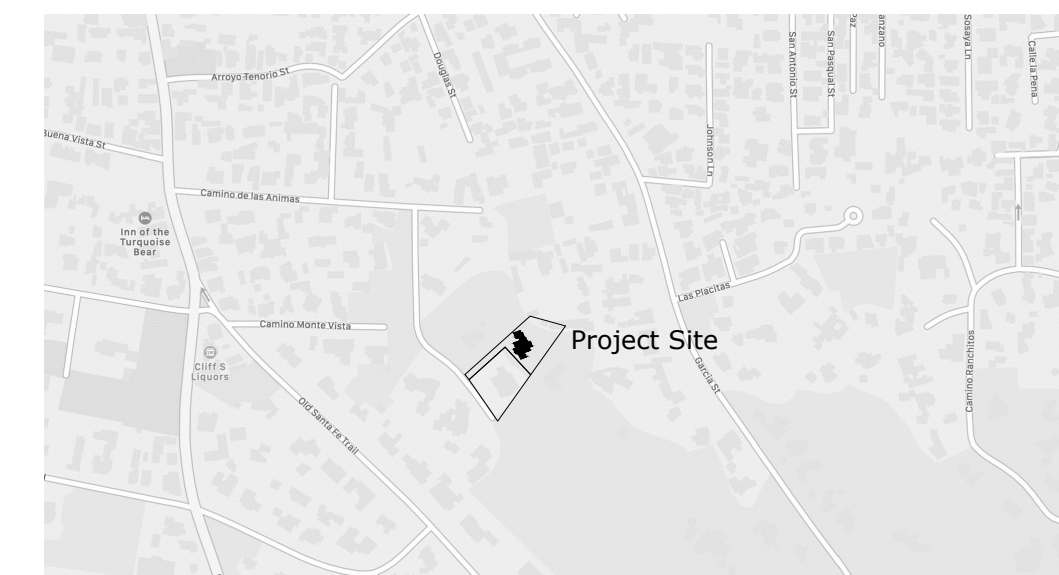 Paz
anzano
Sosaya Ln
San Antonio St
San Pasqual St
Calle la Pena
Douglas St
Arroyo Tenorio St
Buena Vista St
Johnson Ln
Camino de las Animas
Inn of the
Turquoise
Bear
Las Placitas
Camino Monte Vista
Project Site
Cliff S
Liquors
Garcia St
Camino Ranchitos
Old Santa Fe Trail